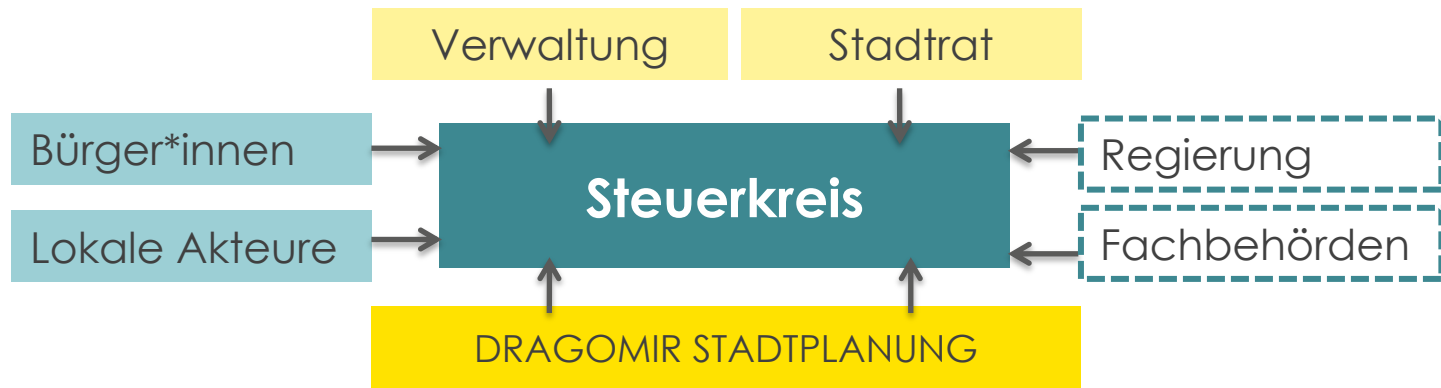 Verwaltung
Stadtrat
Bürger*innen
Regierung
Steuerkreis
Lokale Akteure
Fachbehörden
DRAGOMIR STADTPLANUNG